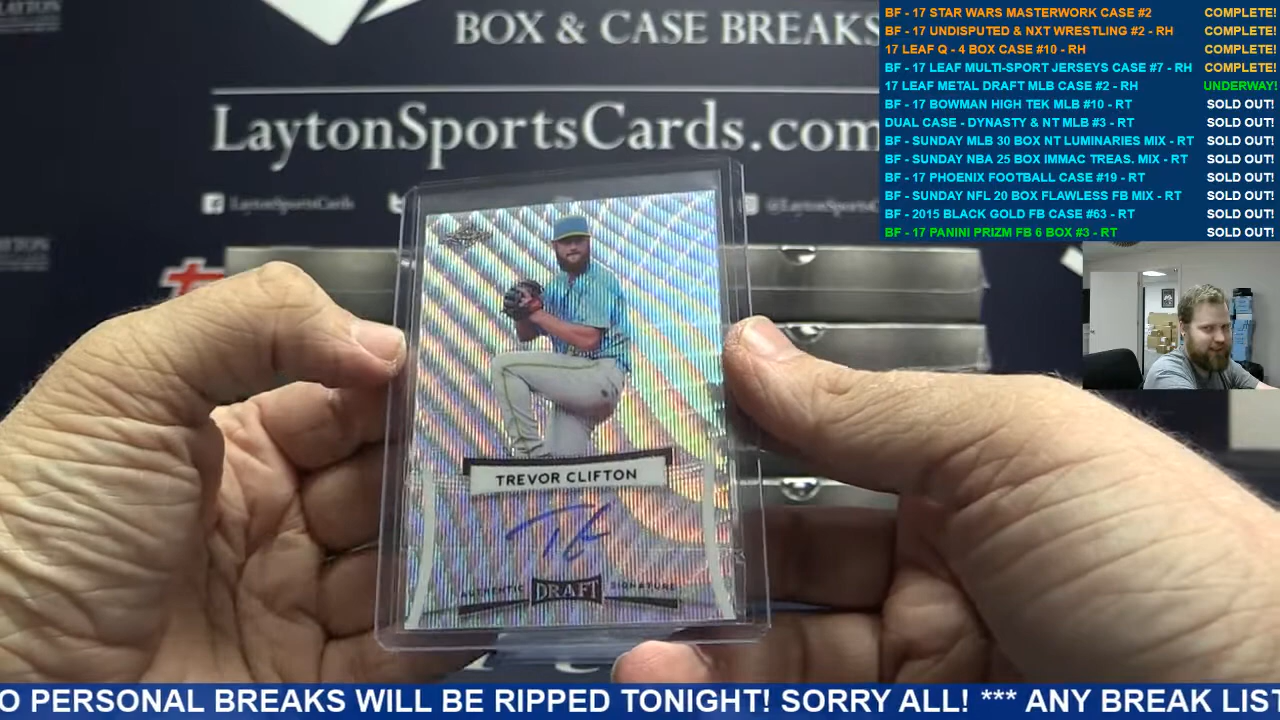 BOX & CASE BREAKS
LaytonSportsCards.com
LaytonSportsCards
TREVOR CLIFTON
AUTHENTIC DRAFT SIGNATURE
BF - 17 STAR WARS MASTERWORK CASE #2 COMPLETE!
BF - 17 UNDISPUTED & NXT WRESTLING #2 - RH COMPLETE!
17 LEAF Q - 4 BOX CASE #10 - RH COMPLETE!
BF - 17 LEAF MULTI-SPORT JERSEYS CASE #7 - RH COMPLETE!
17 LEAF METAL DRAFT MLB CASE #2 - RH UNDERWAY!
BF - 17 BOWMAN HIGH TEK MLB #10 - RT SOLD OUT!
DUAL CASE - DYNASTY & NT MLB #3 - RT SOLD OUT!
BF - SUNDAY MLB 30 BOX NT LUMINARIES MIX - RT SOLD OUT!
BF - SUNDAY NBA 25 BOX IMMAC TREAS. MIX - RT SOLD OUT!
BF - 17 PHOENIX FOOTBALL CASE #19 - RT SOLD OUT!
BF - SUNDAY NFL 20 BOX FLAWLESS FB MIX - RT SOLD OUT!
BF - 2015 BLACK GOLD FB CASE #63 - RT SOLD OUT!
BF - 17 PANINI PRIZM FB 6 BOX #3 - RT SOLD OUT!
O PERSONAL BREAKS WILL BE RIPPED TONIGHT! SORRY ALL! *** ANY BREAK LIST